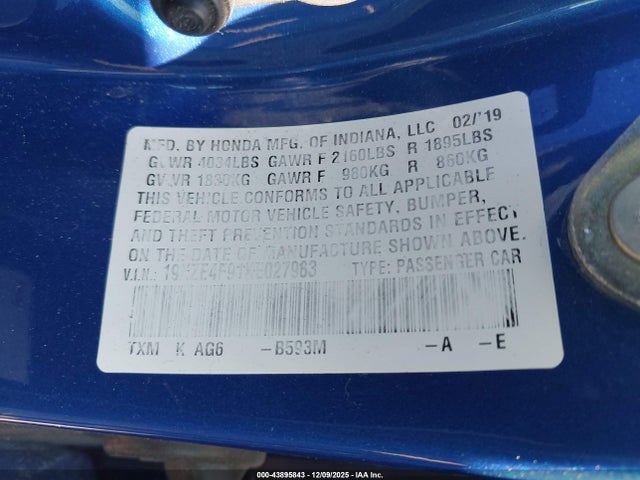 MFD. BY HONDA MFG. OF INDIANA, LLC 02/'19
GVWR 4034LBS GAWR F 2160LBS R 1895LBS
GVWR 1830KG GAWR F 980KG R 860KG
THIS VEHICLE CONFORMS TO ALL APPLICABLE
FEDERAL MOTOR VEHICLE SAFETY, BUMPER,
AND THEFT PREVENTION STANDARDS IN EFFECT
ON THE DATE OF MANUFACTURE SHOWN ABOVE.
V.I.N.: TYPE: PASSENGER CAR
TXM K AG6 -B593M -A -E
000-43895843 | 12/09/2025 | IAA Inc.